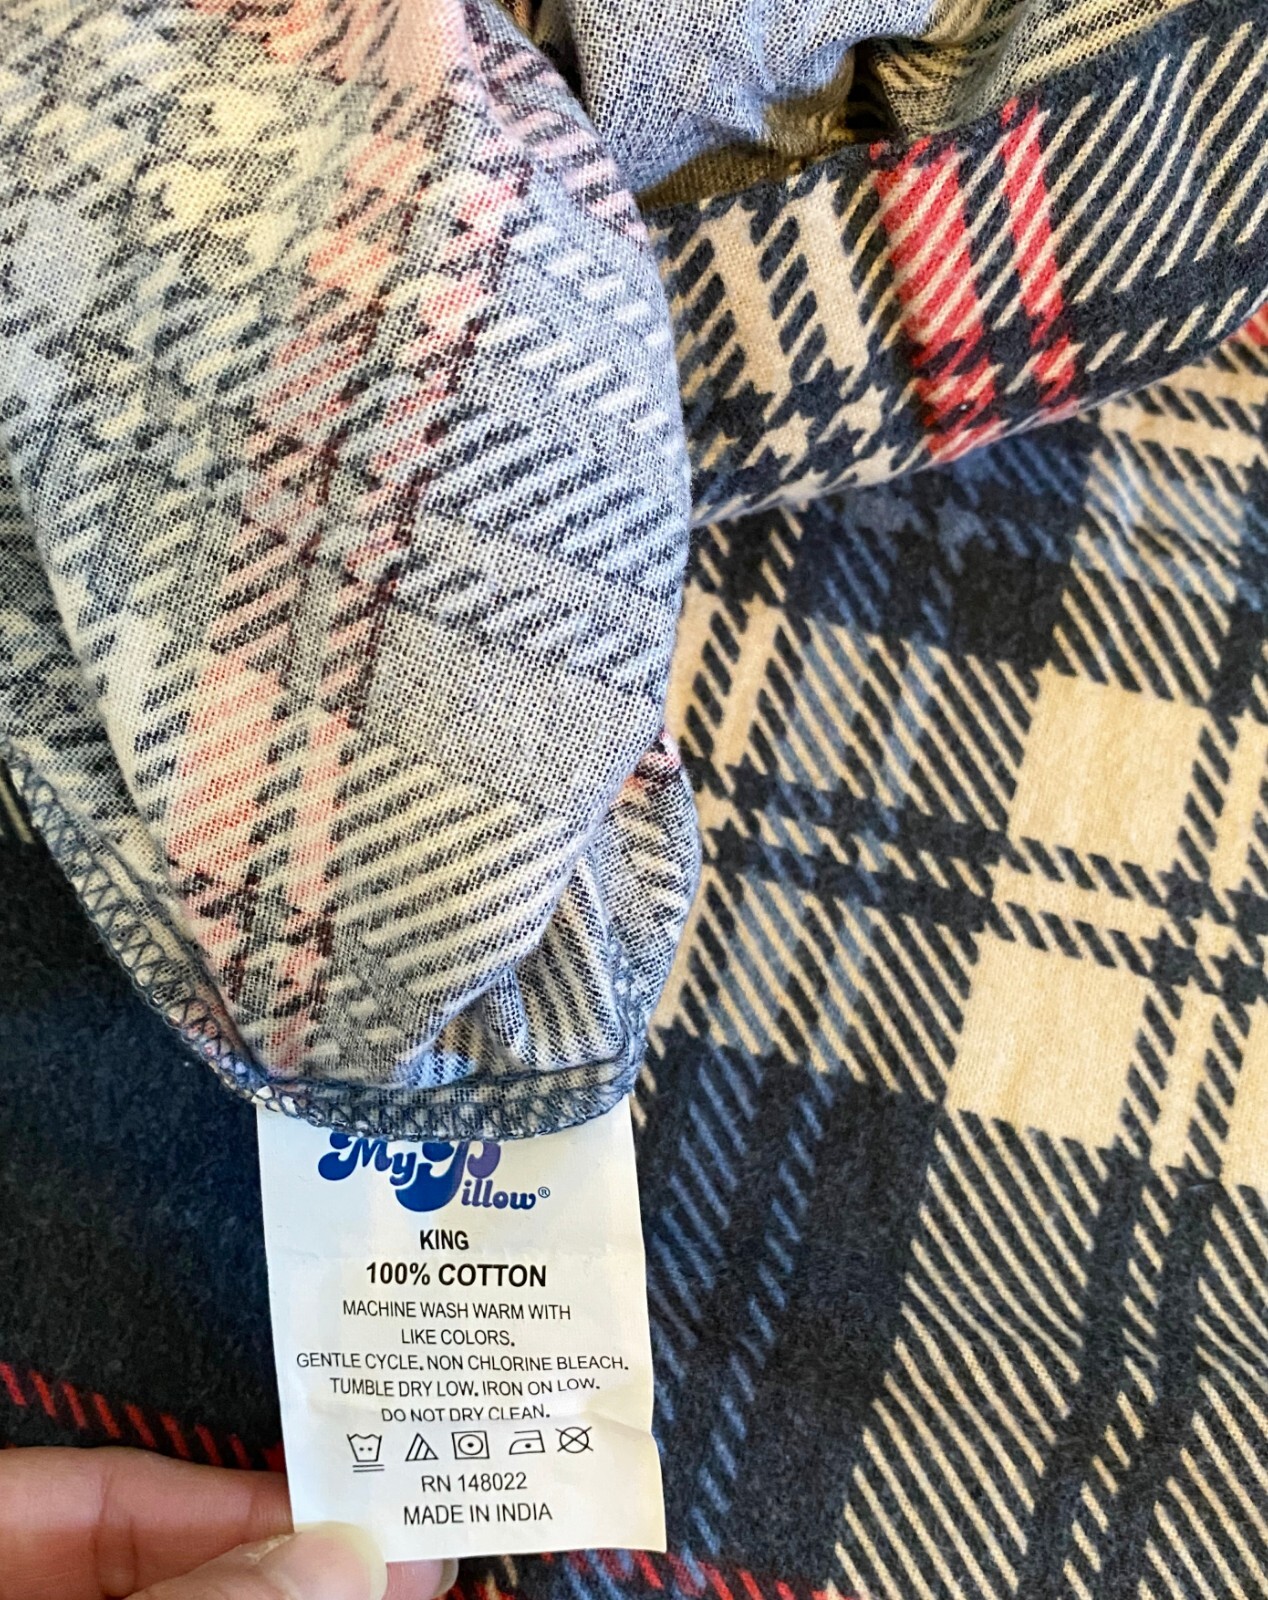 MyPillow®
KING
100% COTTON
MACHINE WASH WARM WITH
LIKE COLORS.
GENTLE CYCLE. NON CHLORINE BLEACH.
TUMBLE DRY LOW. IRON ON LOW.
DO NOT DRY CLEAN.
RN 148022
MADE IN INDIA